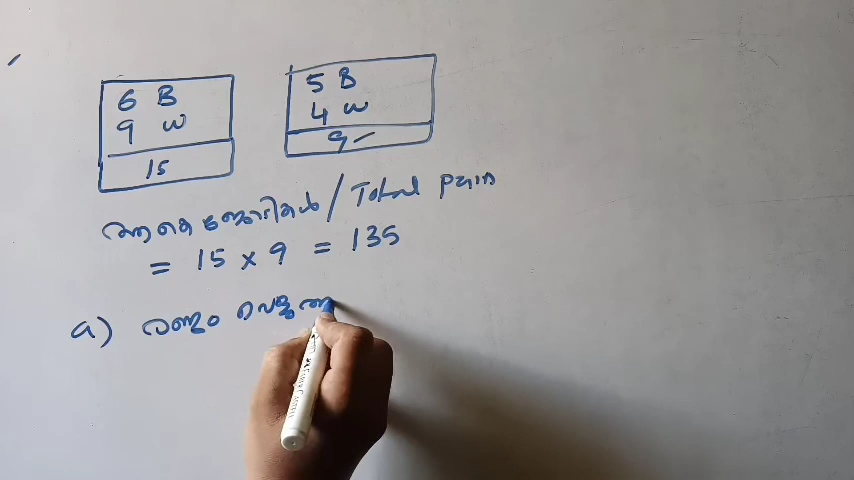 6 B
9 W
15
5 B
4 W
9
ആകെ ജോടികൾ / Total pairs
= 15 × 9 = 135
a) രണ്ടും വെളുത്ത